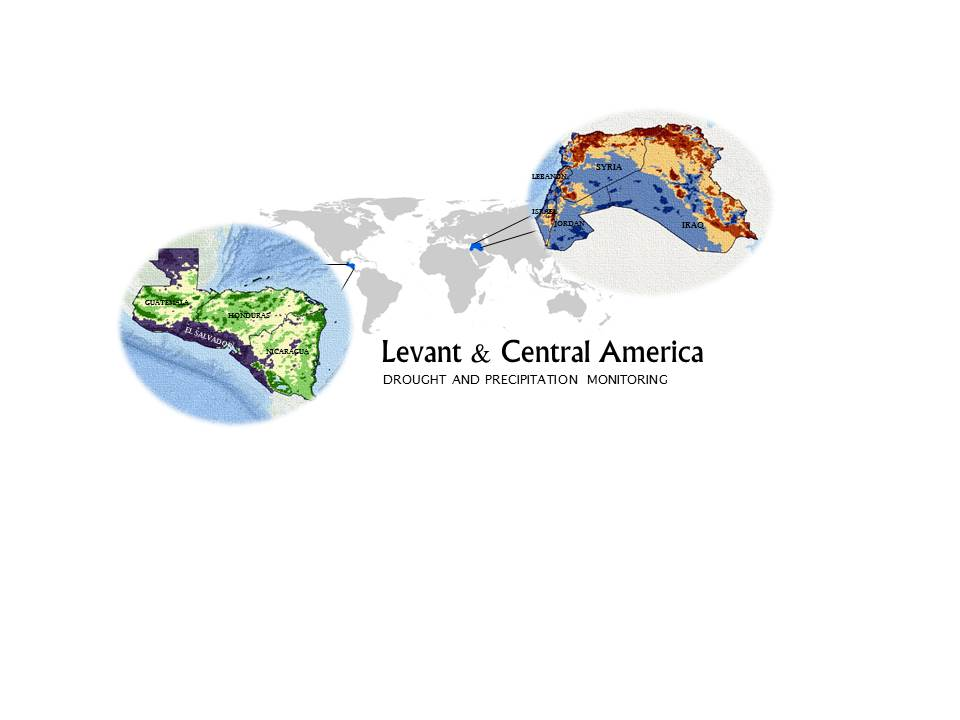 SYRIA
LEBANON
ISRAEL
JORDAN
IRAQ
GUATEMALA
HONDURAS
EL SALVADOR
NICARAGUA
Levant & Central America
DROUGHT AND PRECIPITATION MONITORING